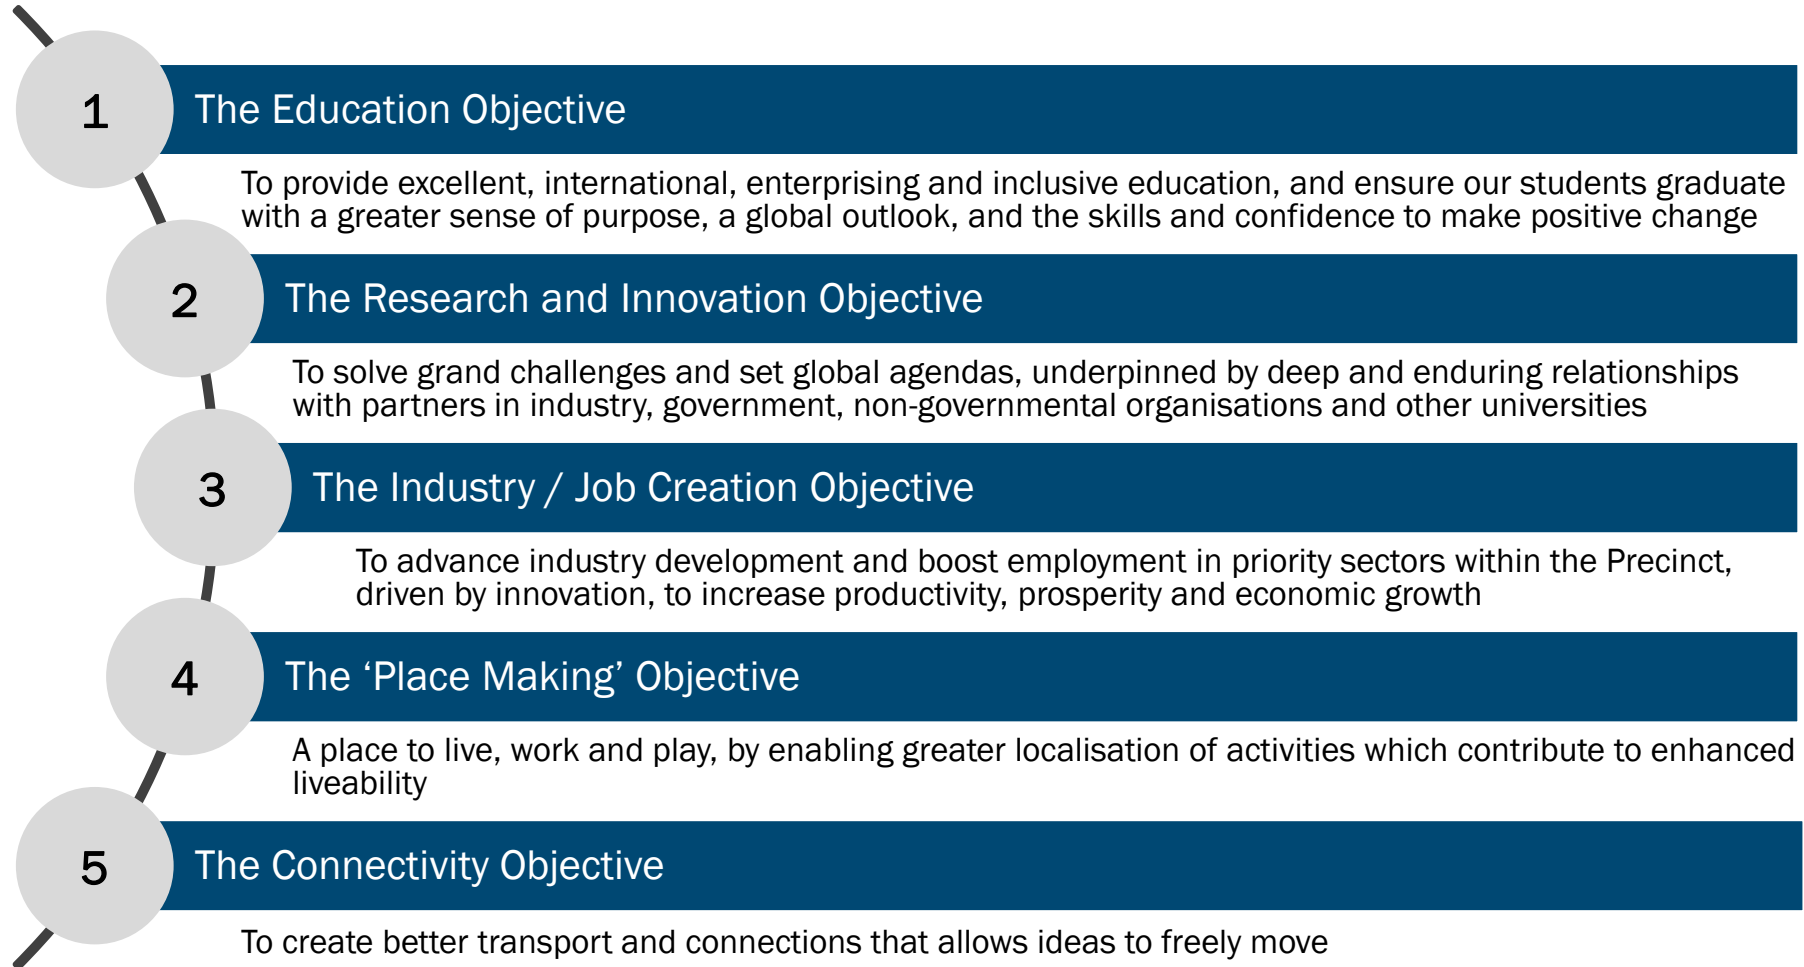 1
The Education Objective
To provide excellent, international, enterprising and inclusive education, and ensure our students graduate
with a greater sense of purpose, a global outlook, and the skills and confidence to make positive change
2
The Research and Innovation Objective
To solve grand challenges and set global agendas, underpinned by deep and enduring relationships
with partners in industry, government, non-governmental organisations and other universities
3
The Industry / Job Creation Objective
To advance industry development and boost employment in priority sectors within the Precinct,
driven by innovation, to increase productivity, prosperity and economic growth
4
The ‘Place Making’ Objective
A place to live, work and play, by enabling greater localisation of activities which contribute to enhanced
liveability
5
The Connectivity Objective
To create better transport and connections that allows ideas to freely move